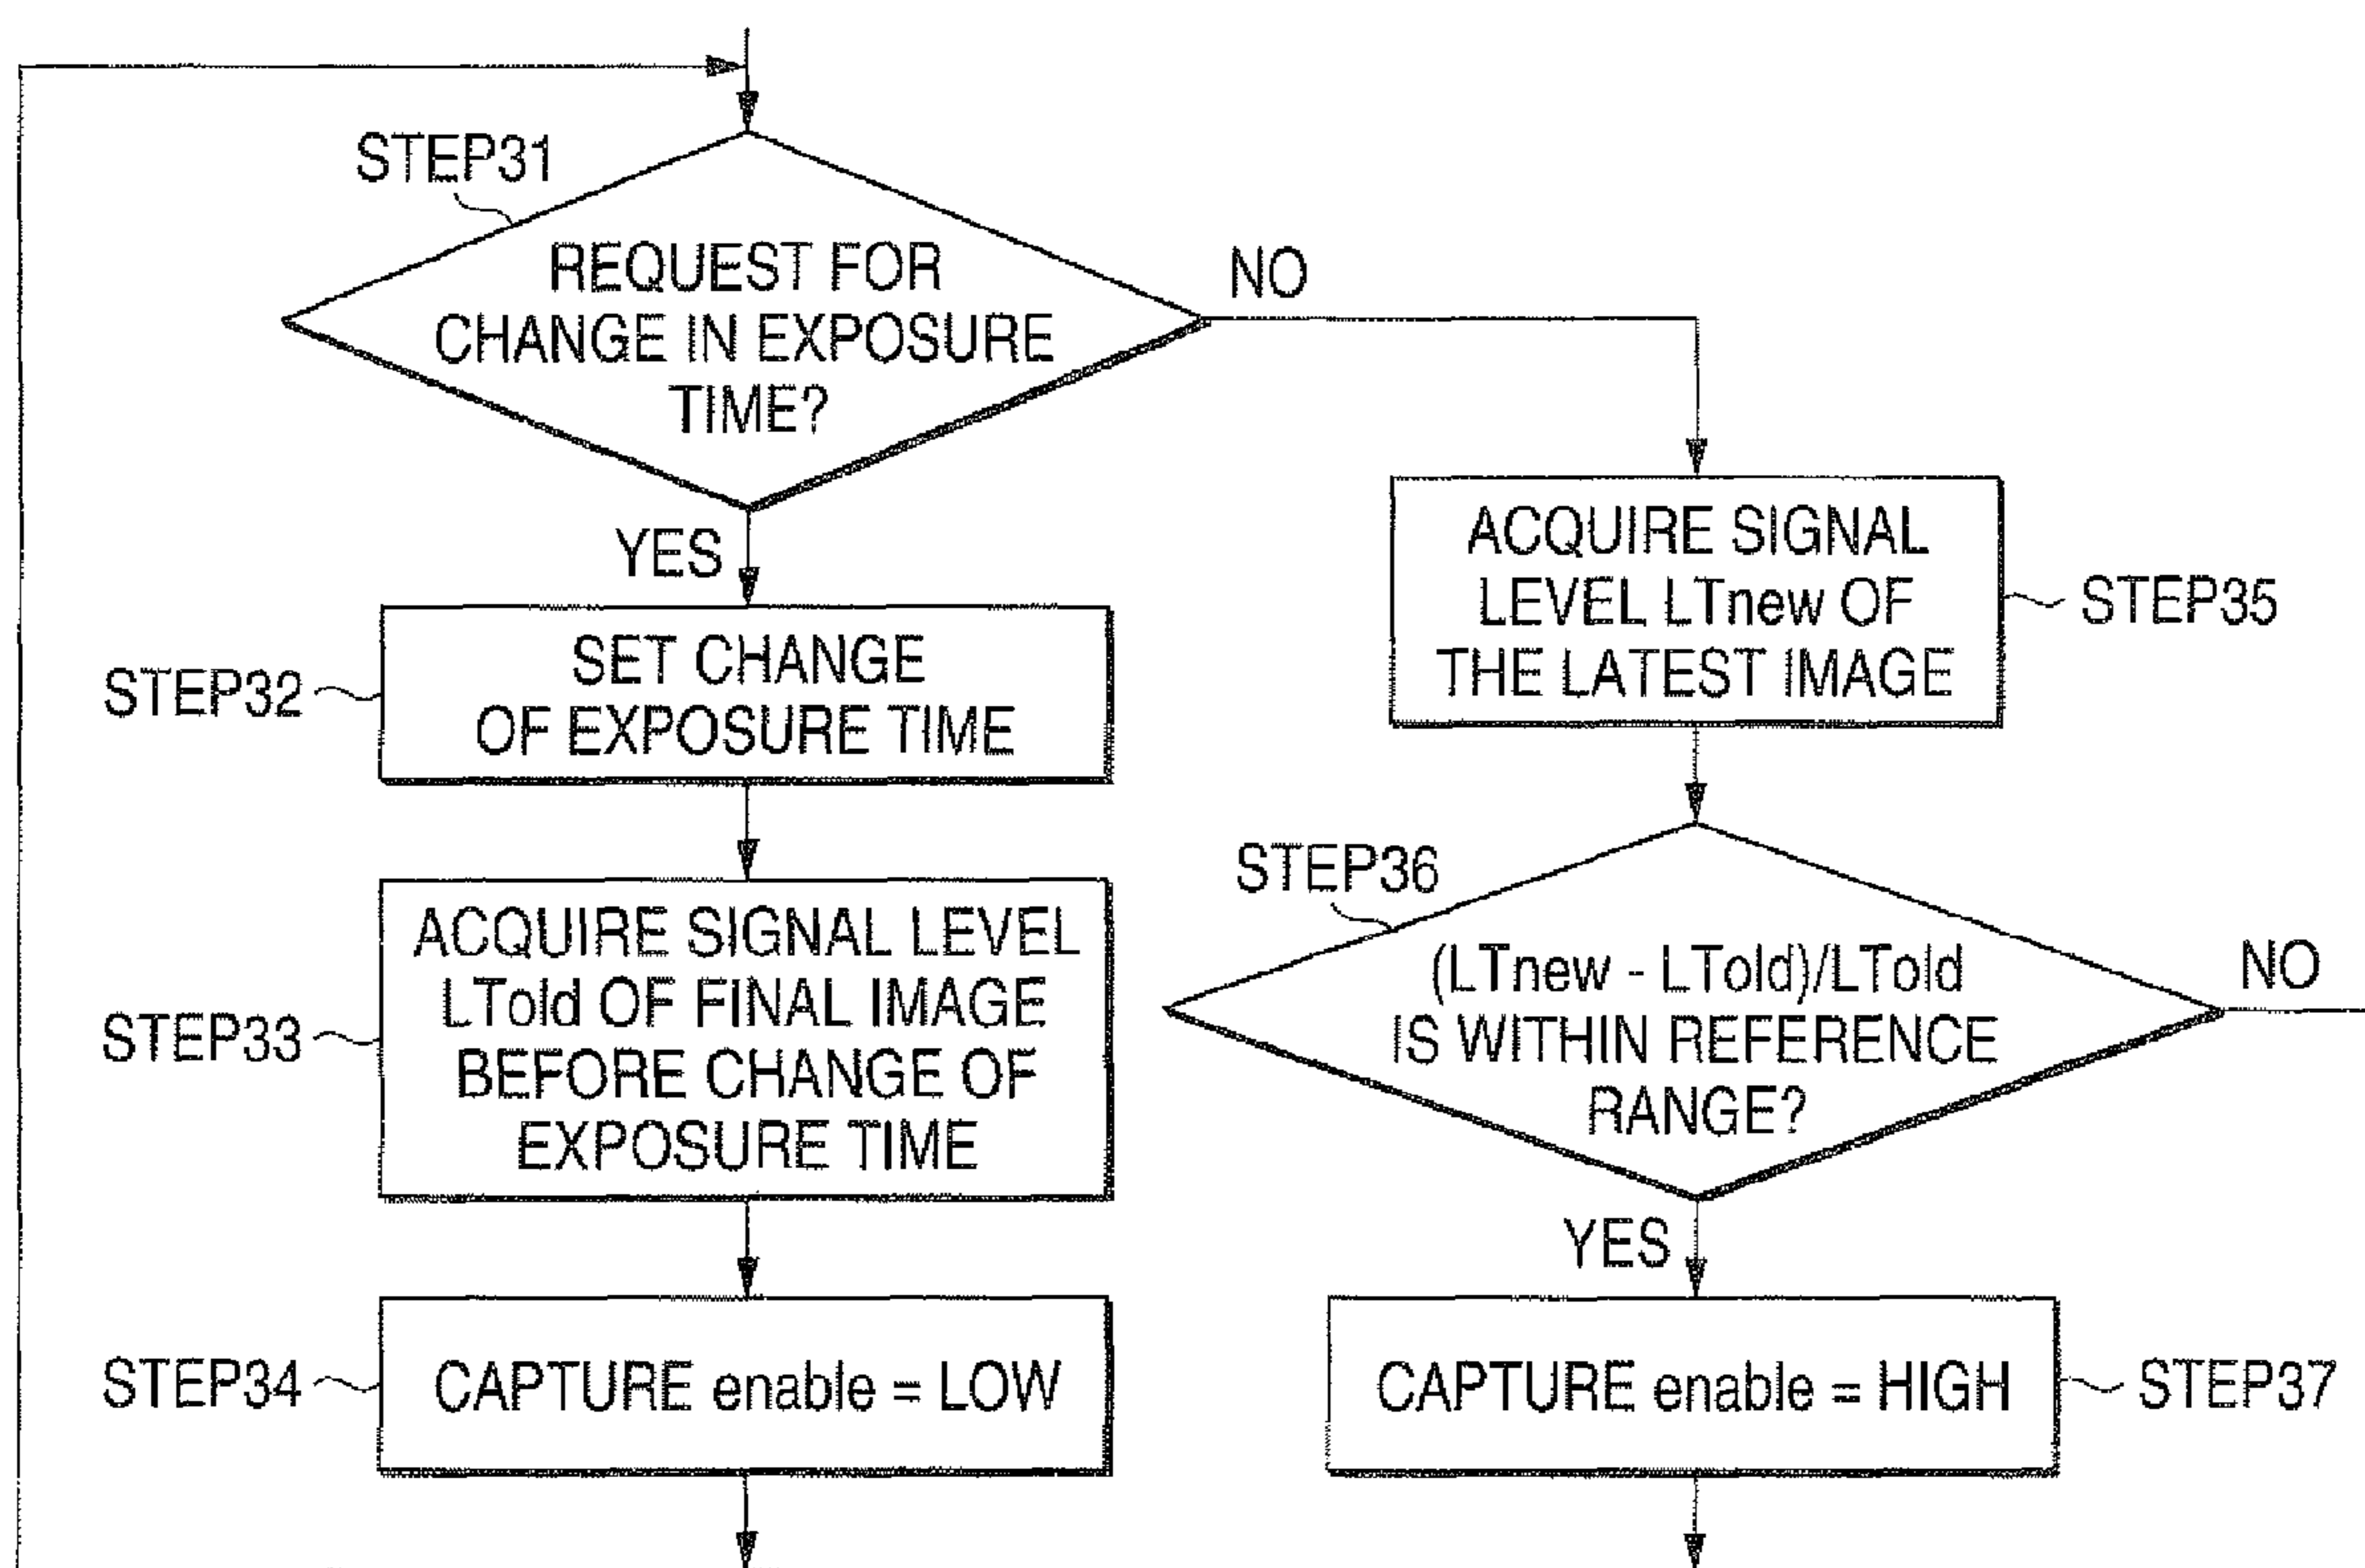 STEP31
REQUEST FOR
CHANGE IN EXPOSURE
TIME?
NO
YES
STEP32
SET CHANGE
OF EXPOSURE TIME
STEP33
ACQUIRE SIGNAL LEVEL
LTold OF FINAL IMAGE
BEFORE CHANGE OF
EXPOSURE TIME
STEP34
CAPTURE enable = LOW
ACQUIRE SIGNAL
LEVEL LTnew OF
THE LATEST IMAGE
STEP35
STEP36
(LTnew - LTold)/LTold
IS WITHIN REFERENCE
RANGE?
NO
YES
CAPTURE enable = HIGH
STEP37